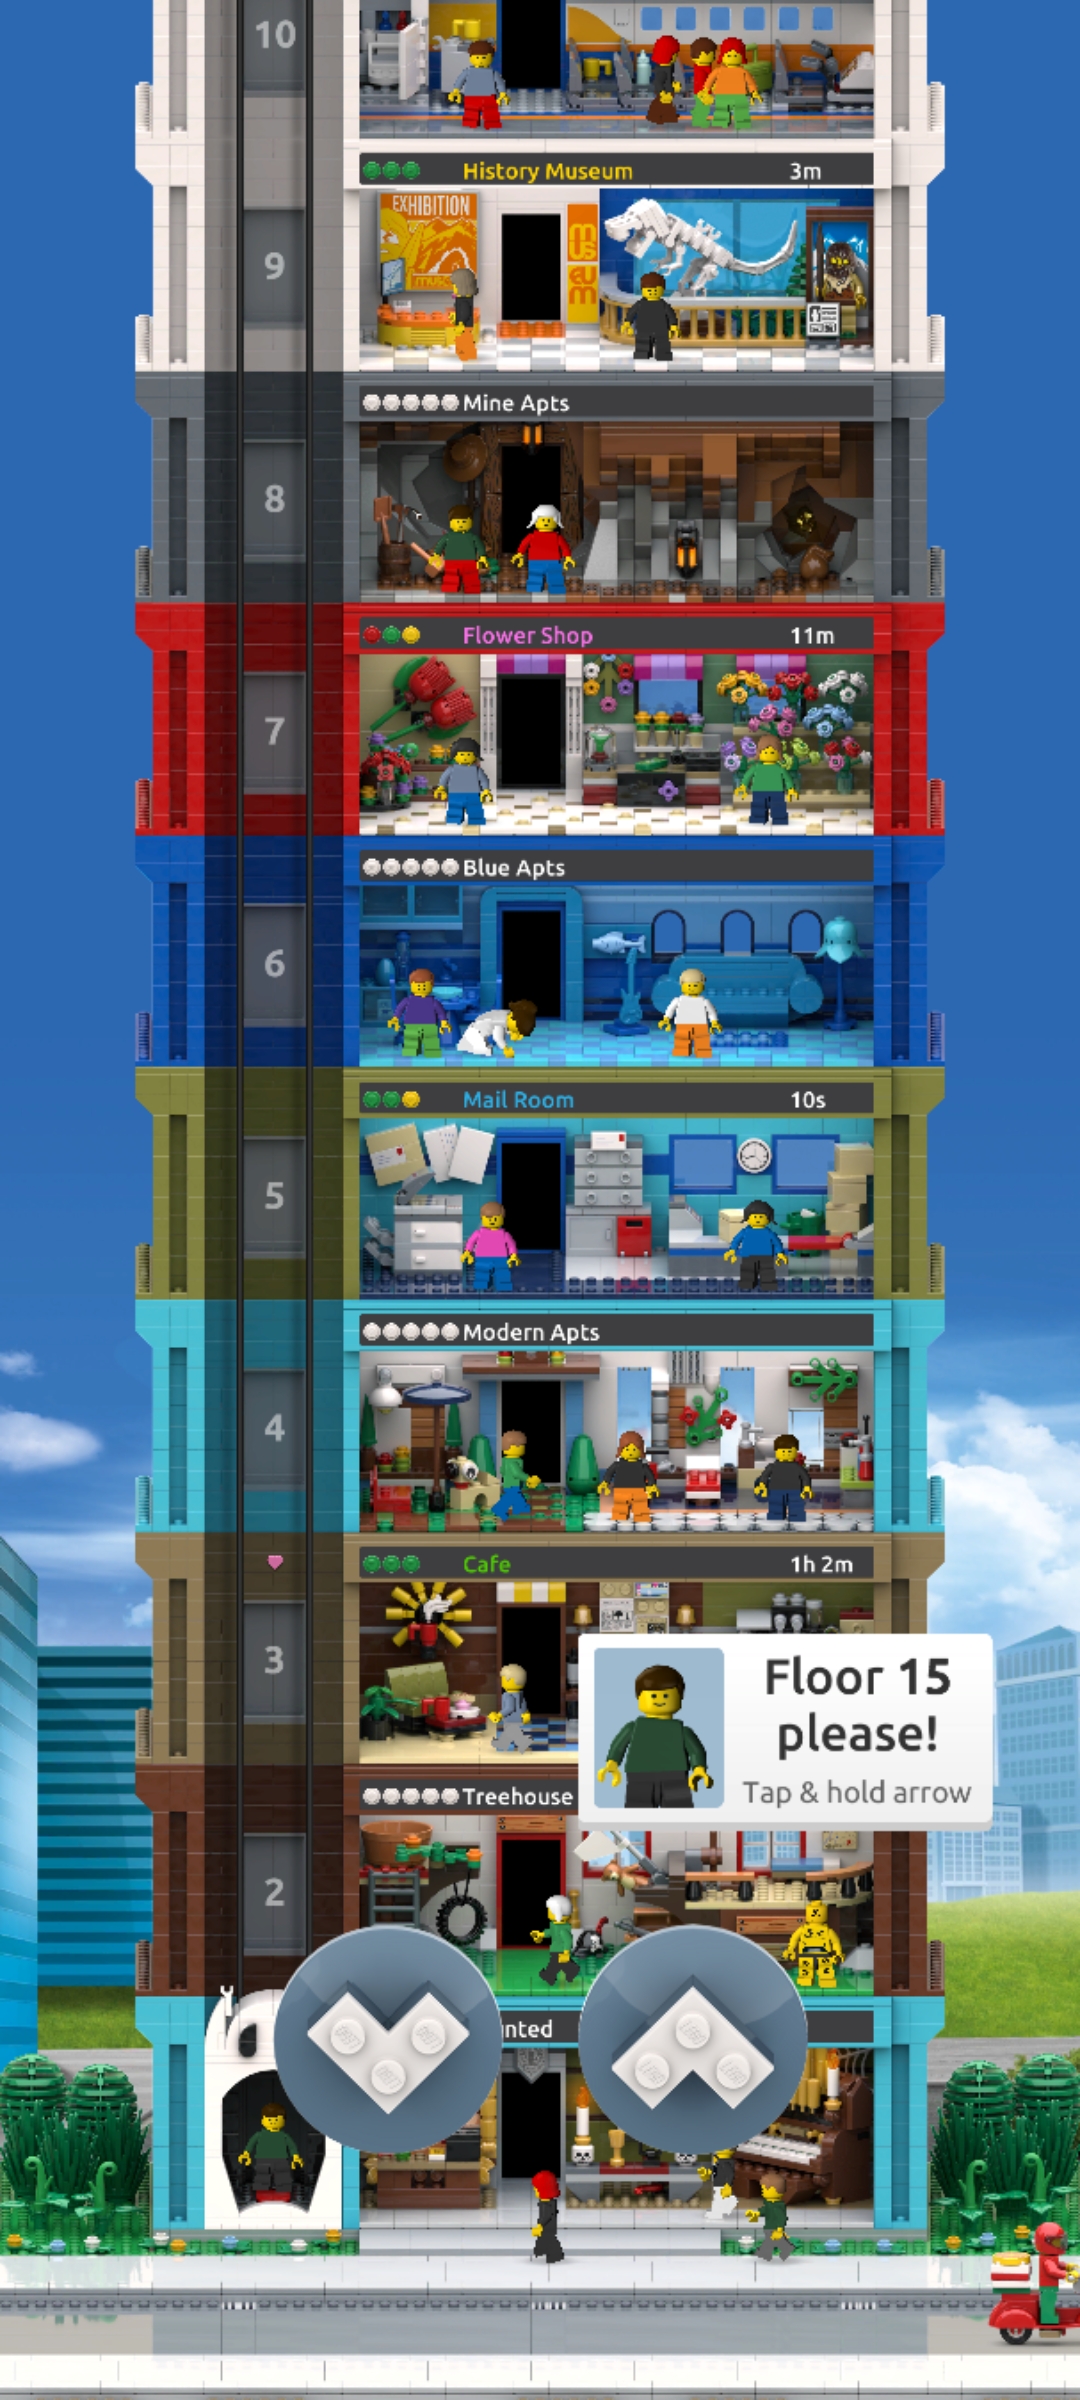 10
History Museum 3m
EXHIBITION
9
Mine Apts
8
Flower Shop 11m
7
Blue Apts
6
Mail Room 10s
5
Modern Apts
4
Cafe 1h 2m
3
Floor 15
please!
Tap & hold arrow
Treehouse
2
nted